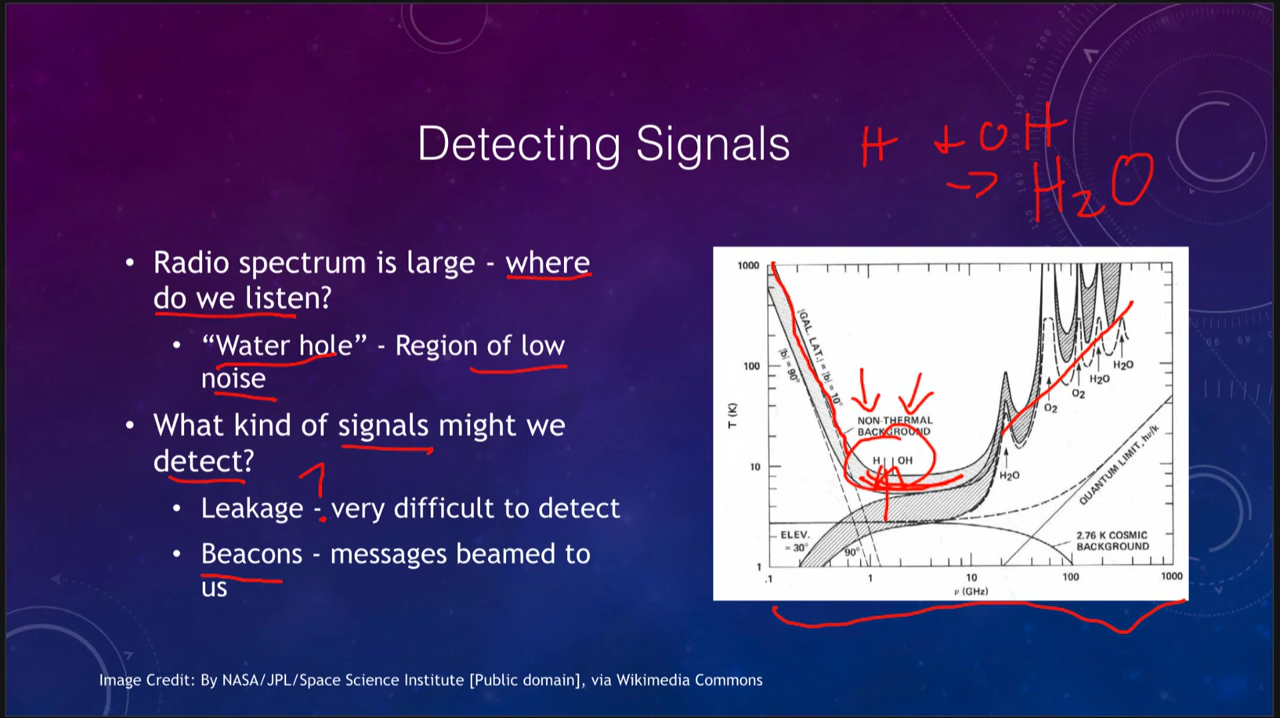 Detecting Signals
H + OH
→ H₂O
• Radio spectrum is large - where
do we listen?
• “Water hole” - Region of low
noise
• What kind of signals might we
detect?
• Leakage - very difficult to detect
• Beacons - messages beamed to
us
1000
100
10
1
T (K)
|GAL. LAT.| = |b| = 10°
|b| = 90°
NON-THERMAL
BACKGROUND
H OH
H2O
O2
O2
H2O
H2O
QUANTUM LIMIT, hν/k
ELEV.
= 30°
90°
2.76 K COSMIC
BACKGROUND
.1 1 10 100 1000
ν (GHz)
Image Credit: By NASA/JPL/Space Science Institute [Public domain], via Wikimedia Commons